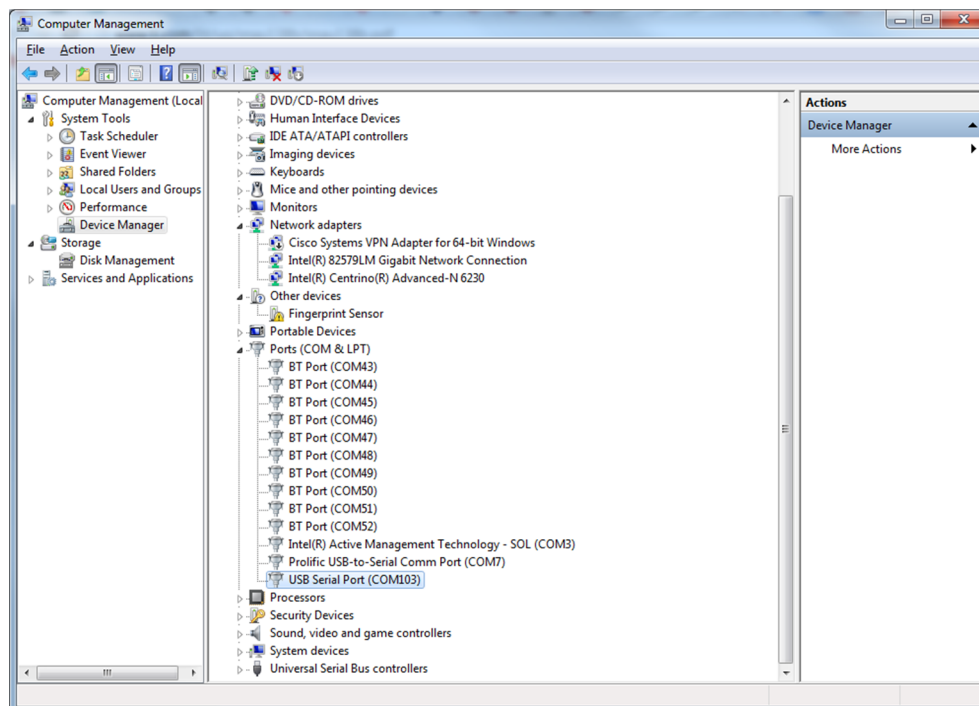 Computer Management
File Action View Help
Computer Management (Local
System Tools
Task Scheduler
Event Viewer
Shared Folders
Local Users and Groups
Performance
Device Manager
Storage
Disk Management
Services and Applications
DVD/CD-ROM drives
Human Interface Devices
IDE ATA/ATAPI controllers
Imaging devices
Keyboards
Mice and other pointing devices
Monitors
Network adapters
Cisco Systems VPN Adapter for 64-bit Windows
Intel(R) 82579LM Gigabit Network Connection
Intel(R) Centrino(R) Advanced-N 6230
Other devices
Fingerprint Sensor
Portable Devices
Ports (COM & LPT)
BT Port (COM43)
BT Port (COM44)
BT Port (COM45)
BT Port (COM46)
BT Port (COM47)
BT Port (COM48)
BT Port (COM49)
BT Port (COM50)
BT Port (COM51)
BT Port (COM52)
Intel(R) Active Management Technology - SOL (COM3)
Prolific USB-to-Serial Comm Port (COM7)
USB Serial Port (COM103)
Processors
Security Devices
Sound, video and game controllers
System devices
Universal Serial Bus controllers
Actions
Device Manager
More Actions